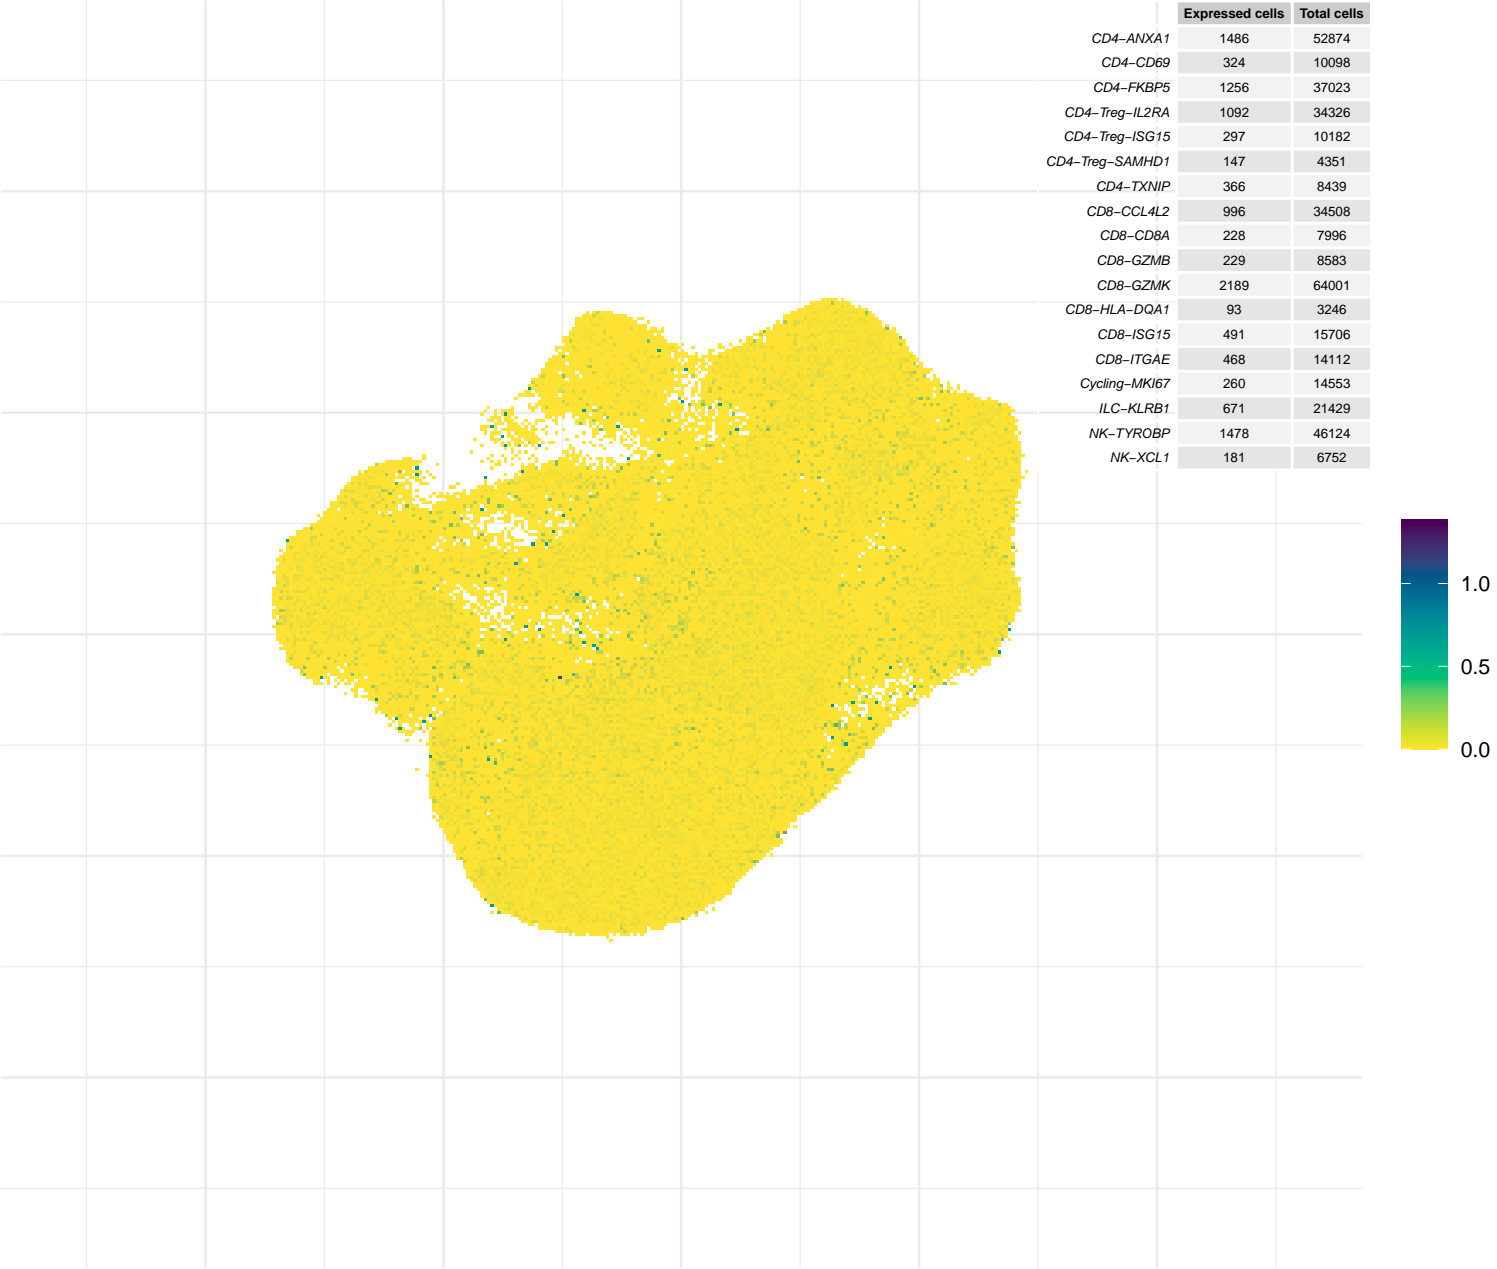 Expressed cells Total cells
CD4−ANXA1 1486 52874
CD4−CD69 324 10098
CD4−FKBP5 1256 37023
CD4−Treg−IL2RA 1092 34326
CD4−Treg−ISG15 297 10182
CD4−Treg−SAMHD1 147 4351
CD4−TXNIP 366 8439
CD8−CCL4L2 996 34508
CD8−CD8A 228 7996
CD8−GZMB 229 8583
CD8−GZMK 2189 64001
CD8−HLA−DQA1 93 3246
CD8−ISG15 491 15706
CD8−ITGAE 468 14112
Cycling−MKI67 260 14553
ILC−KLRB1 671 21429
NK−TYROBP 1478 46124
NK−XCL1 181 6752
1.0
0.5
0.0